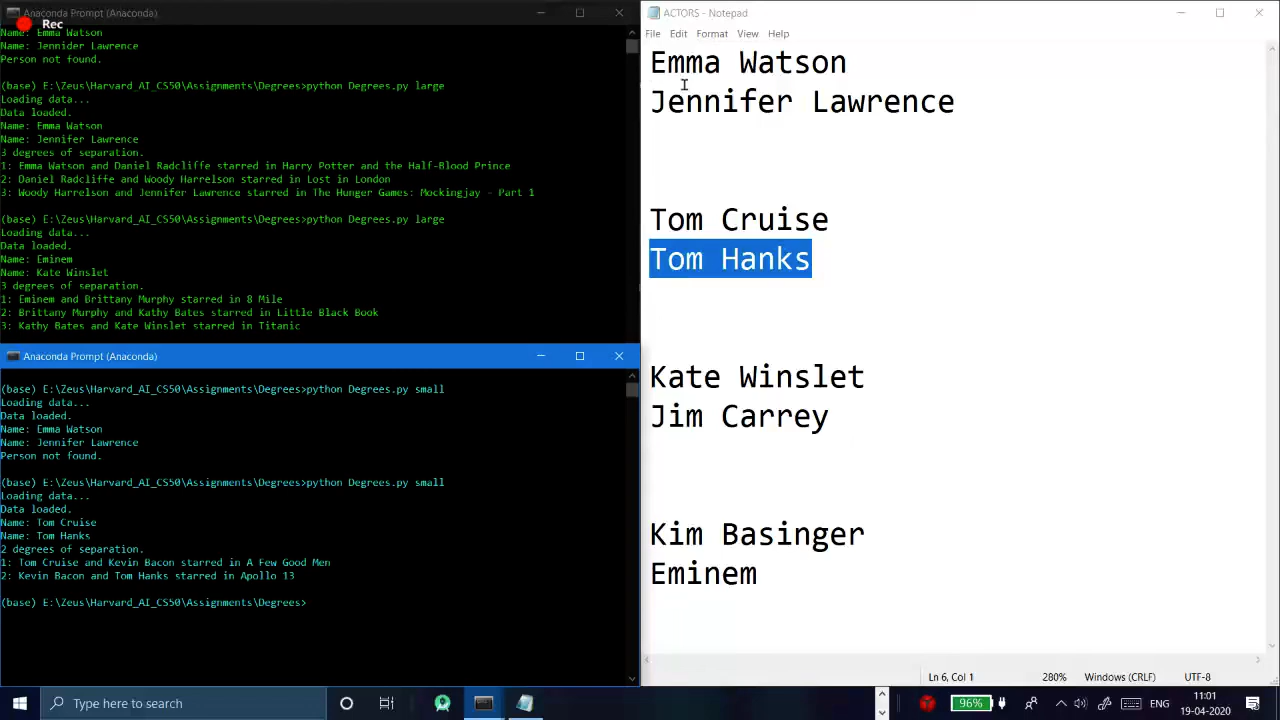 Anaconda Prompt (Anaconda)
Rec
Name: Emma Watson
Name: Jennider Lawrence
Person not found.
(base) E:\Zeus\Harvard_AI_CS50\Assignments\Degrees>python Degrees.py large
Loading data...
Data loaded.
Name: Emma Watson
Name: Jennifer Lawrence
3 degrees of separation.
1: Emma Watson and Daniel Radcliffe starred in Harry Potter and the Half-Blood Prince
2: Daniel Radcliffe and Woody Harrelson starred in Lost in London
3: Woody Harrelson and Jennifer Lawrence starred in The Hunger Games: Mockingjay - Part 1
(base) E:\Zeus\Harvard_AI_CS50\Assignments\Degrees>python Degrees.py large
Loading data...
Data loaded.
Name: Eminem
Name: Kate Winslet
3 degrees of separation.
1: Eminem and Brittany Murphy starred in 8 Mile
2: Brittany Murphy and Kathy Bates starred in Little Black Book
3: Kathy Bates and Kate Winslet starred in Titanic
Anaconda Prompt (Anaconda)
(base) E:\Zeus\Harvard_AI_CS50\Assignments\Degrees>python Degrees.py small
Loading data...
Data loaded.
Name: Emma Watson
Name: Jennifer Lawrence
Person not found.
(base) E:\Zeus\Harvard_AI_CS50\Assignments\Degrees>python Degrees.py small
Loading data...
Data loaded.
Name: Tom Cruise
Name: Tom Hanks
2 degrees of separation.
1: Tom Cruise and Kevin Bacon starred in A Few Good Men
2: Kevin Bacon and Tom Hanks starred in Apollo 13
(base) E:\Zeus\Harvard_AI_CS50\Assignments\Degrees>
ACTORS - Notepad
File Edit Format View Help
Emma Watson
Jennifer Lawrence
Tom Cruise
Tom Hanks
Kate Winslet
Jim Carrey
Kim Basinger
Eminem
Ln 6, Col 1 280% Windows (CRLF) UTF-8
Type here to search
96%
ENG
11:01
19-04-2020